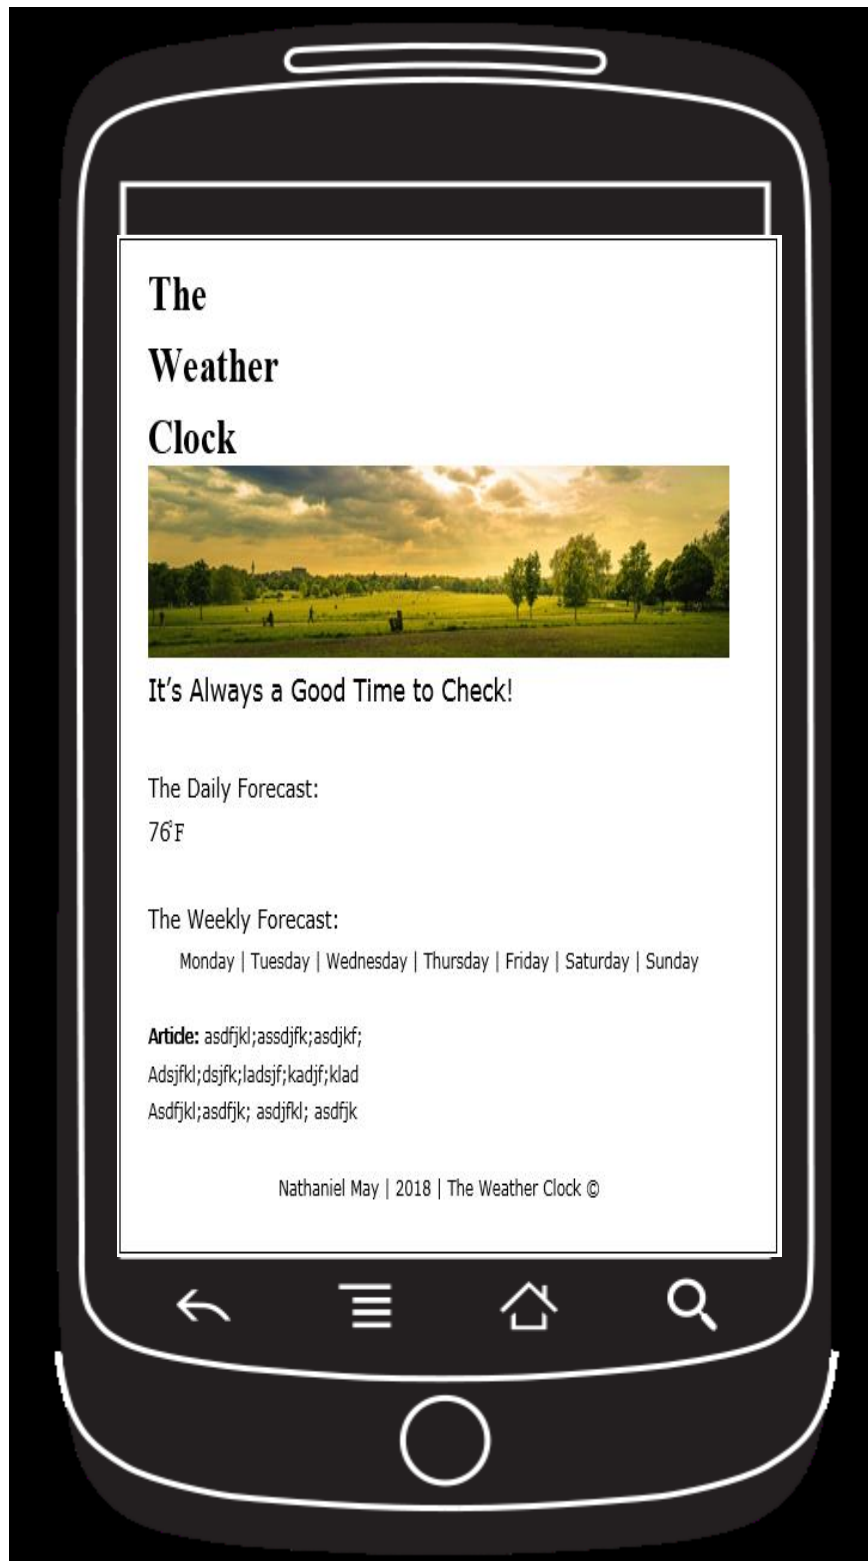 The
Weather
Clock
It’s Always a Good Time to Check!
The Daily Forecast:
76°F
The Weekly Forecast:
Monday | Tuesday | Wednesday | Thursday | Friday | Saturday | Sunday
Article: asdfjkl;assdjfk;asdjkf;
Adsjfkl;dsjfk;ladsjf;kadjf;klad
Asdfjkl;asdfjk; asdjfkl; asdfjk
Nathaniel May | 2018 | The Weather Clock ©